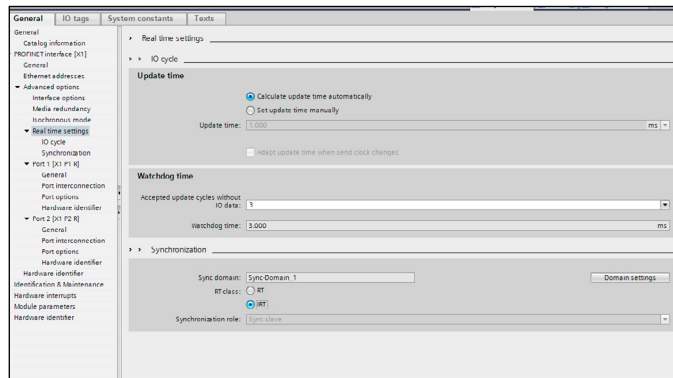 General
IO tags
System constants
Texts
General
Catalog information
PROFINET interface [X1]
General
Ethernet addresses
Advanced options
Interface options
Media redundancy
Isochronous mode
Real time settings
IO cycle
Synchronization
Port 1 [X1 P1 R]
General
Port interconnection
Port options
Hardware identifier
Port 2 [X1 P2 R]
General
Port interconnection
Port options
Hardware identifier
Hardware identifier
Identification & Maintenance
Hardware interrupts
Module parameters
Hardware identifier
Real time settings
IO cycle
Update time
Calculate update time automatically
Set update time manually
Update time: 1.000 ms
Adapt update time when send clock changes
Watchdog time
Accepted update cycles without
IO data: 3
Watchdog time: 3.000 ms
Synchronization
Sync domain: Sync-Domain_1 Domain settings
RT class: RT
IRT
Synchronization role: Sync slave